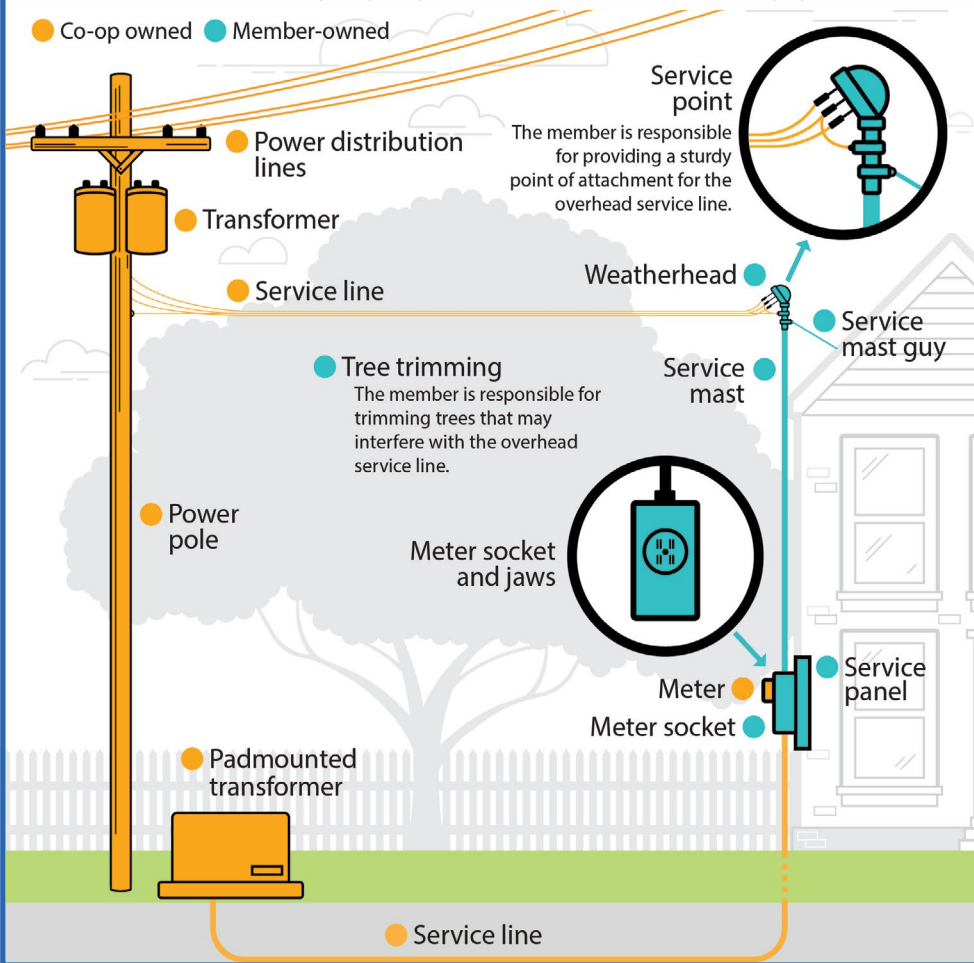 Co-op owned
Member-owned
Service
point
The member is responsible
for providing a sturdy
point of attachment for the
overhead service line.
Power distribution
lines
Transformer
Service line
Weatherhead
Service
mast guy
Tree trimming
The member is responsible for
trimming trees that may
interfere with the overhead
service line.
Service
mast
Power
pole
Meter socket
and jaws
Meter
Service
panel
Meter socket
Padmounted
transformer
Service line